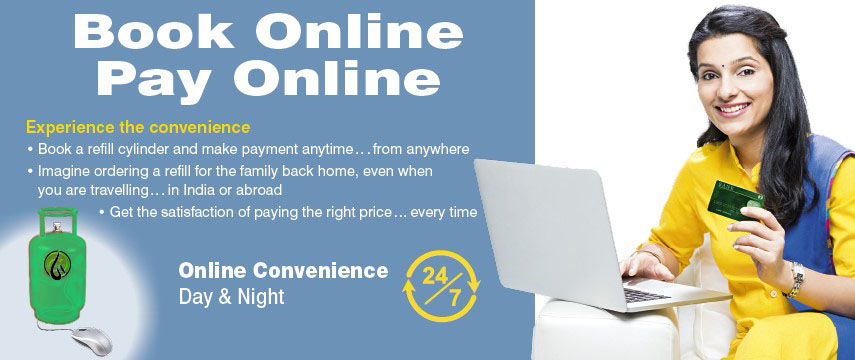 Book Online
Pay Online
Experience the convenience
• Book a refill cylinder and make payment anytime...from anywhere
• Imagine ordering a refill for the family back home, even when
you are travelling...in India or abroad
• Get the satisfaction of paying the right price... every time
Online Convenience
Day & Night
24/7
BANK